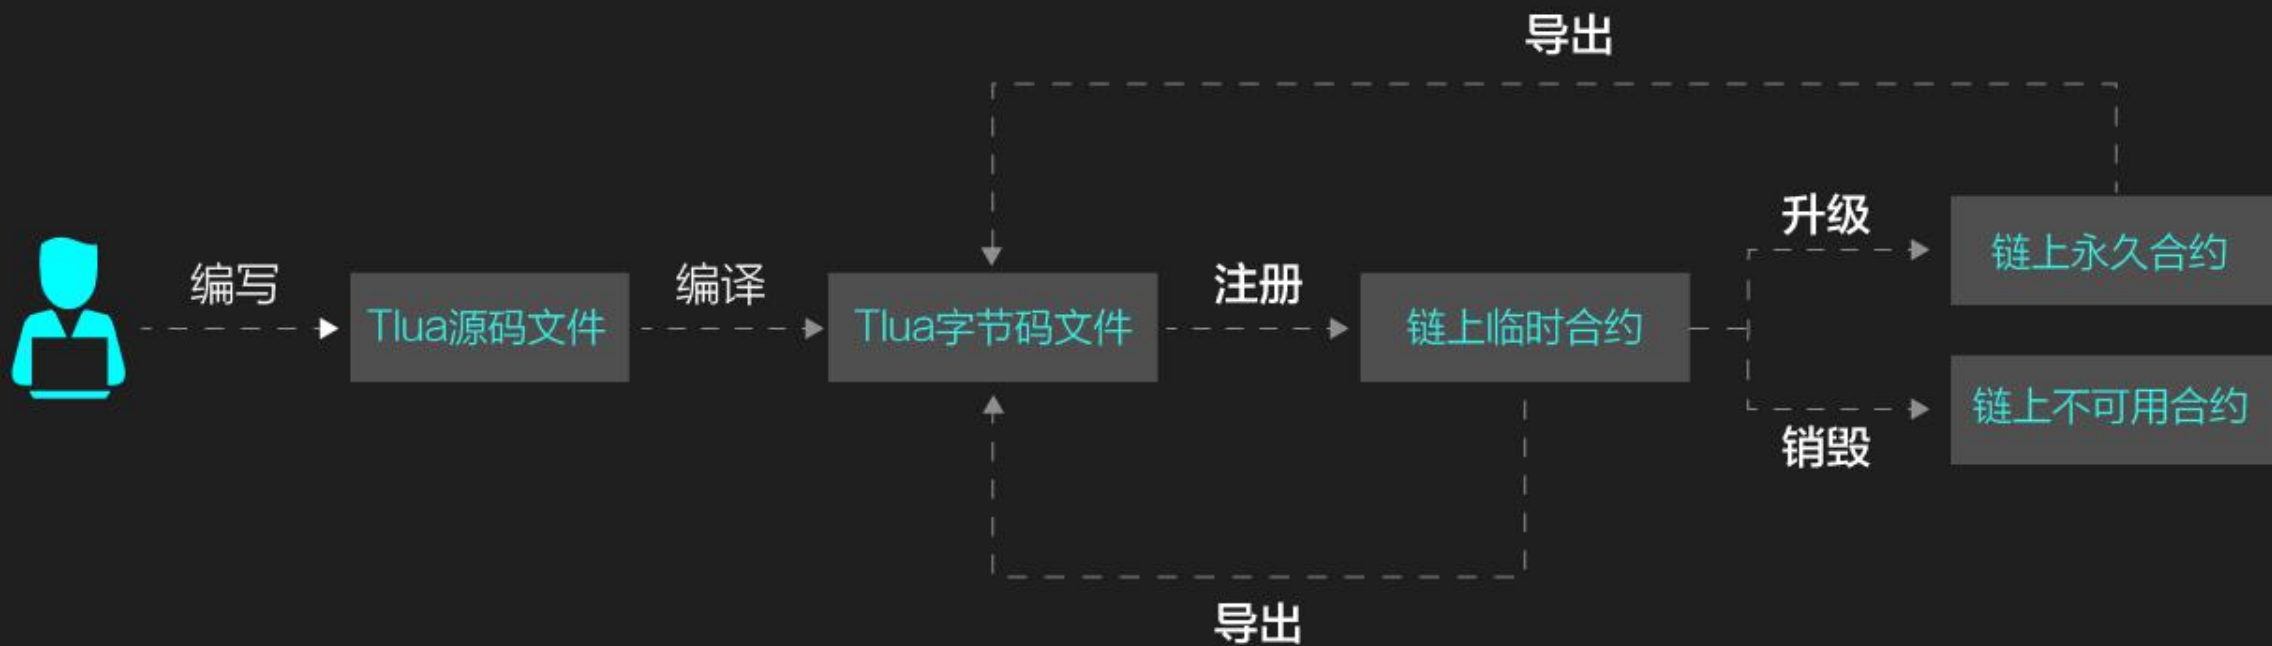 导出
编写
Tlua源码文件
编译
Tlua字节码文件
注册
链上临时合约
升级
链上永久合约
销毁
链上不可用合约
导出